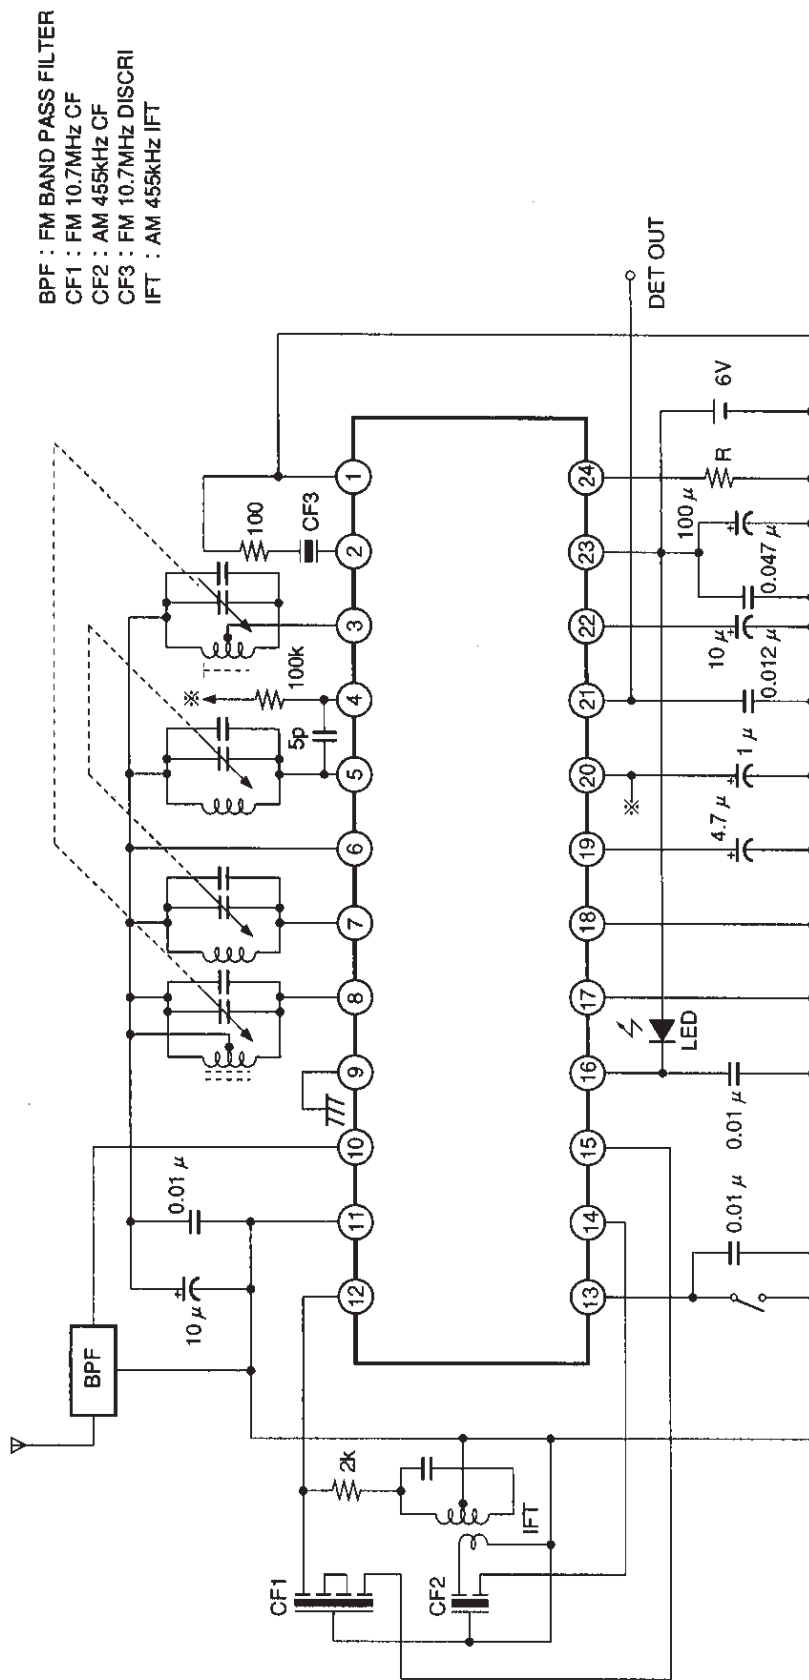 BPF : FM BAND PASS FILTER
CF1 : FM 10.7MHz CF
CF2 : AM 455kHz CF
CF3 : FM 10.7MHz DISCRI
IFT : AM 455kHz IFT
BPF
10 μ
0.01 μ
※
100k
5p
100
CF3
12
11
10
9
8
7
6
5
4
3
2
1
CF1
2k
CF2
IFT
13
14
15
16
17
18
19
20
21
22
23
24
DET OUT
LED
※
0.01 μ
0.01 μ
4.7 μ
+
1 μ
+
0.012 μ
10 μ
+
0.047 μ
100 μ
+
R
6V
+